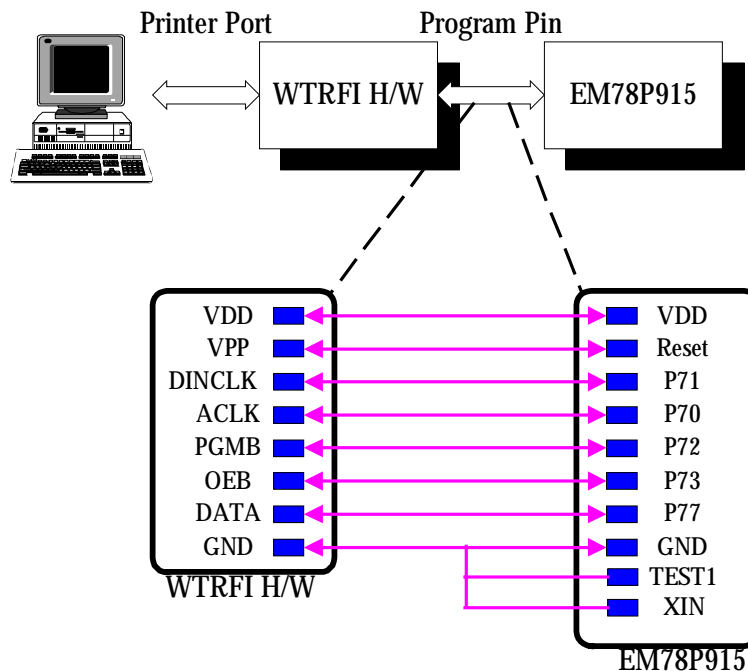 Printer Port
Program Pin
WTRFI H/W
EM78P915
VDD
VPP
DINCLK
ACLK
PGMB
OEB
DATA
GND
WTRFI H/W
VDD
Reset
P71
P70
P72
P73
P77
GND
TEST1
XIN
EM78P915